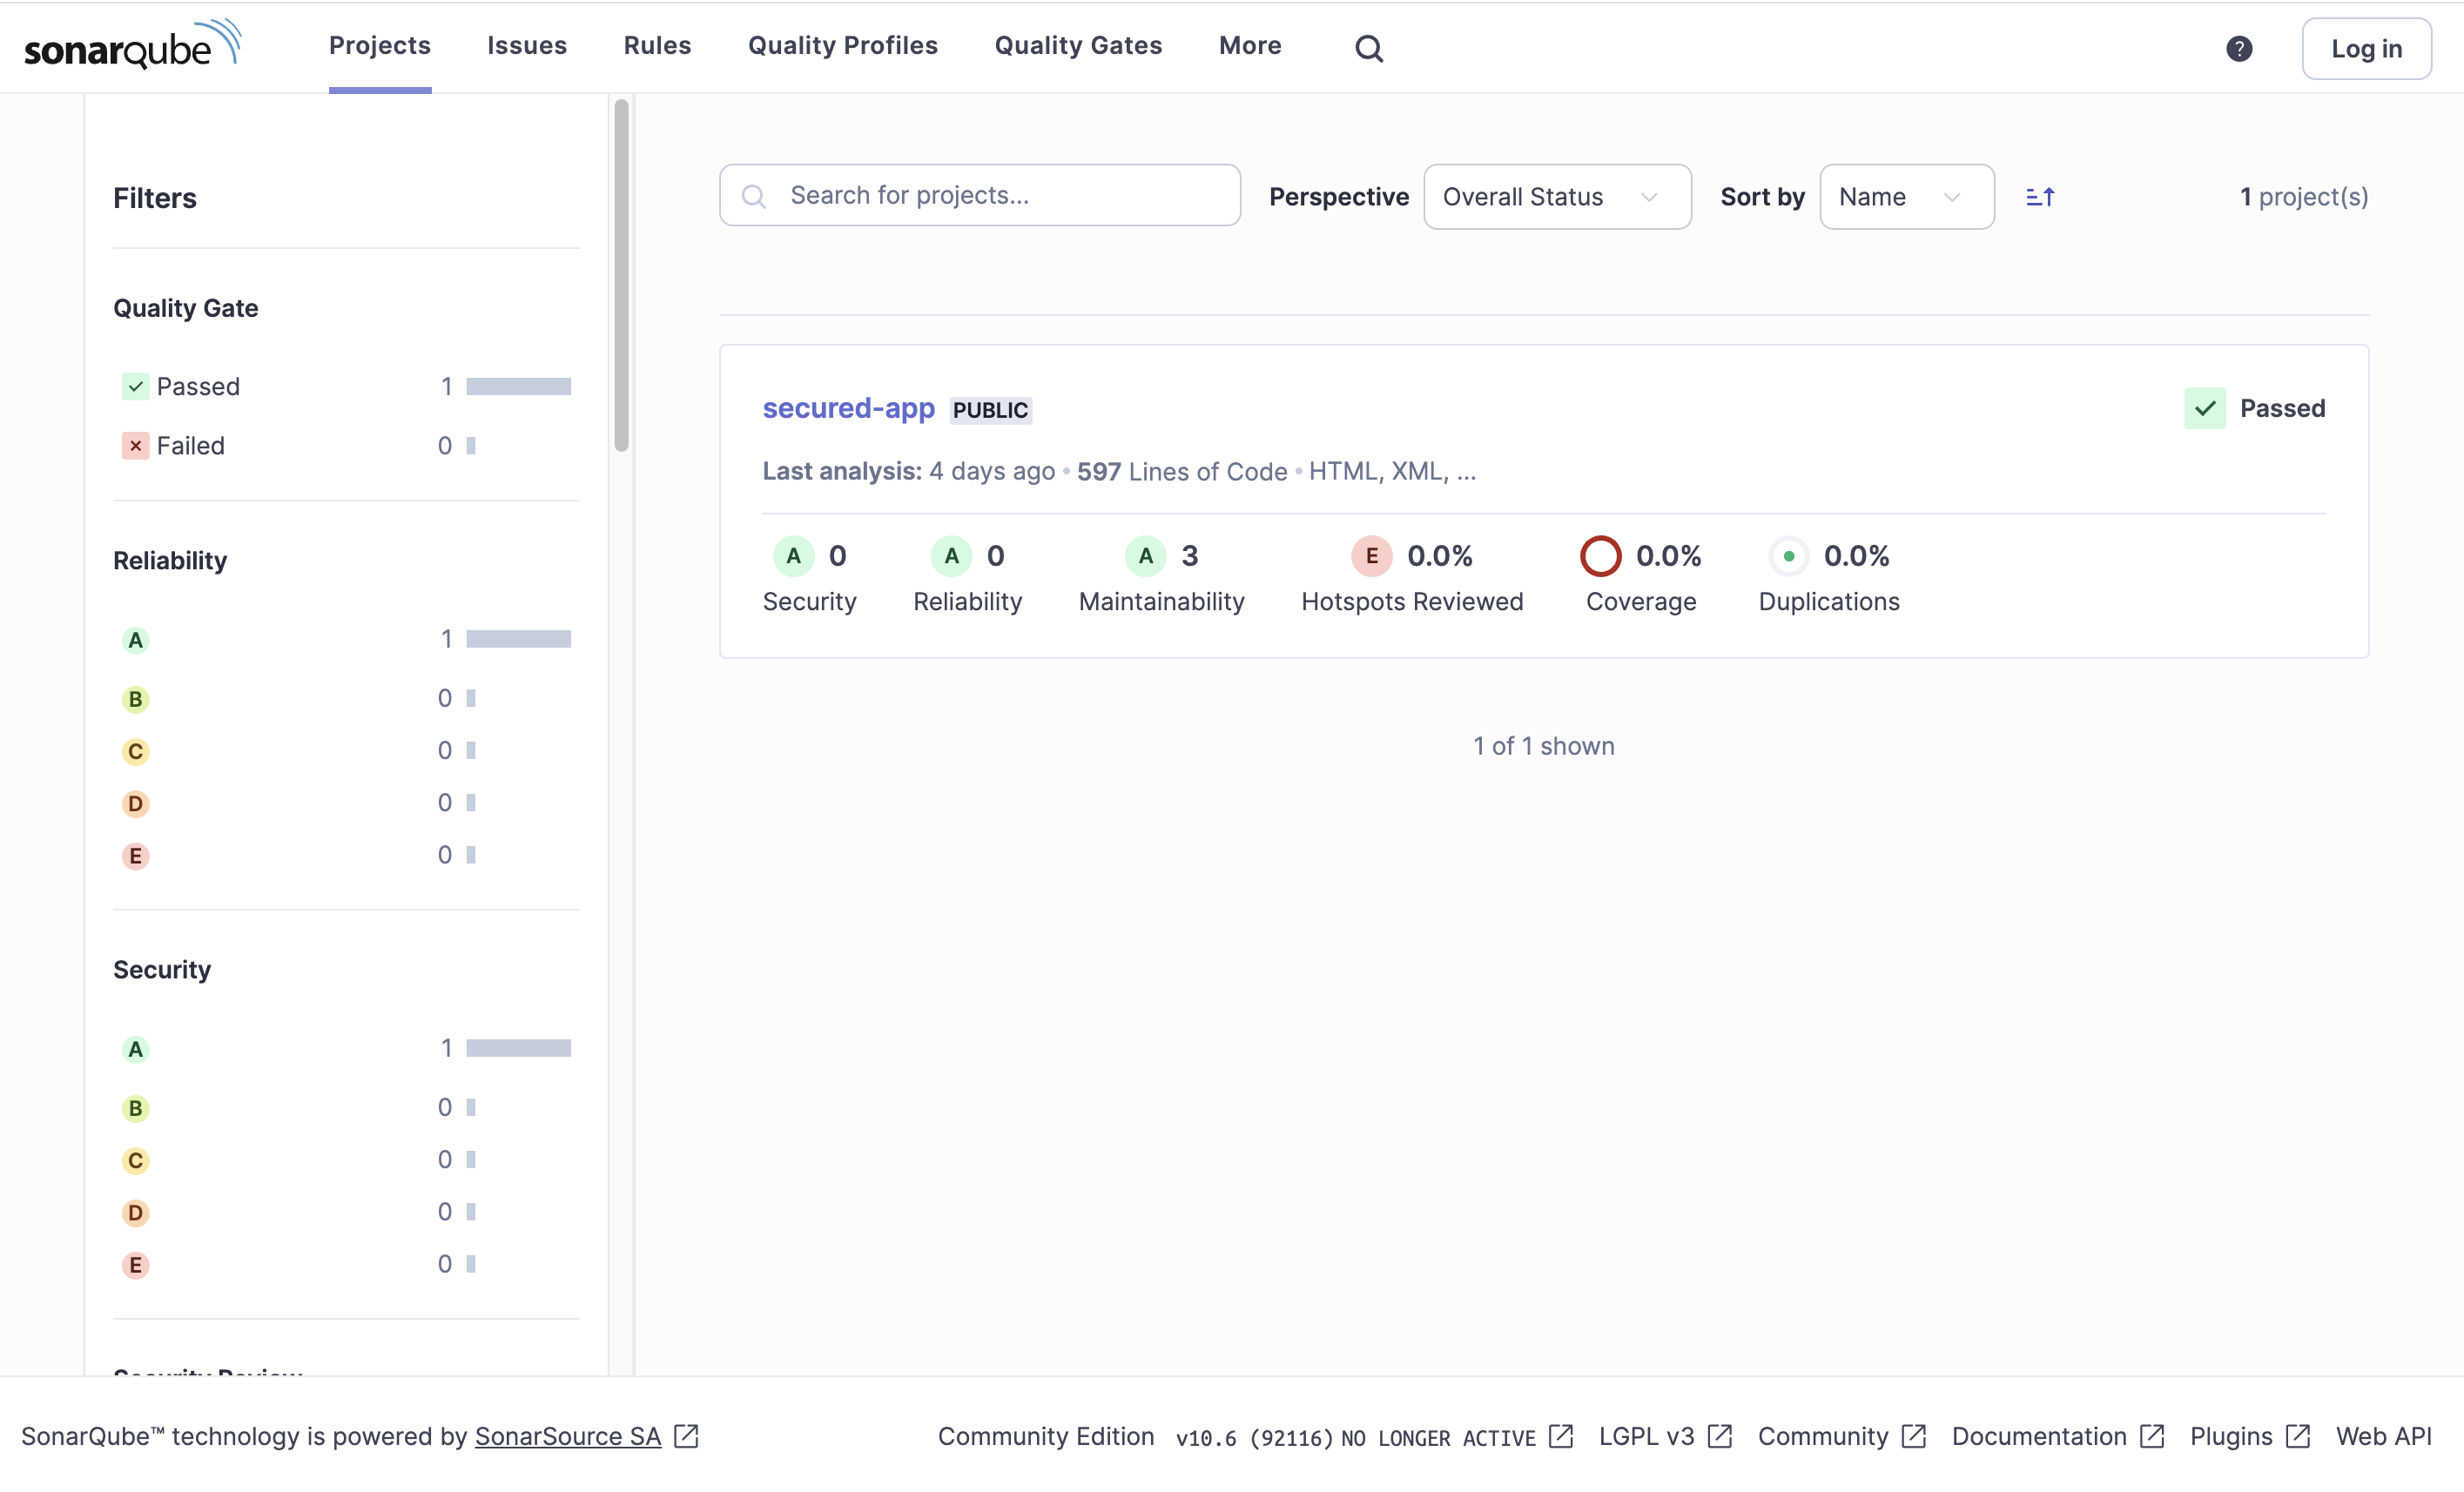 sonarqube Projects Issues Rules Quality Profiles Quality Gates More ? Log in
Filters
Quality Gate
Passed 1
Failed 0
Reliability
A 1
B 0
C 0
D 0
E 0
Security
A 1
B 0
C 0
D 0
E 0
Security Review
Search for projects... Perspective Overall Status Sort by Name 1 project(s)
secured-app PUBLIC Passed
Last analysis: 4 days ago • 597 Lines of Code • HTML, XML, ...
A 0 A 0 A 3 E 0.0% 0.0% 0.0%
Security Reliability Maintainability Hotspots Reviewed Coverage Duplications
1 of 1 shown
SonarQube™ technology is powered by SonarSource SA Community Edition v10.6 (92116) NO LONGER ACTIVE LGPL v3 Community Documentation Plugins Web API